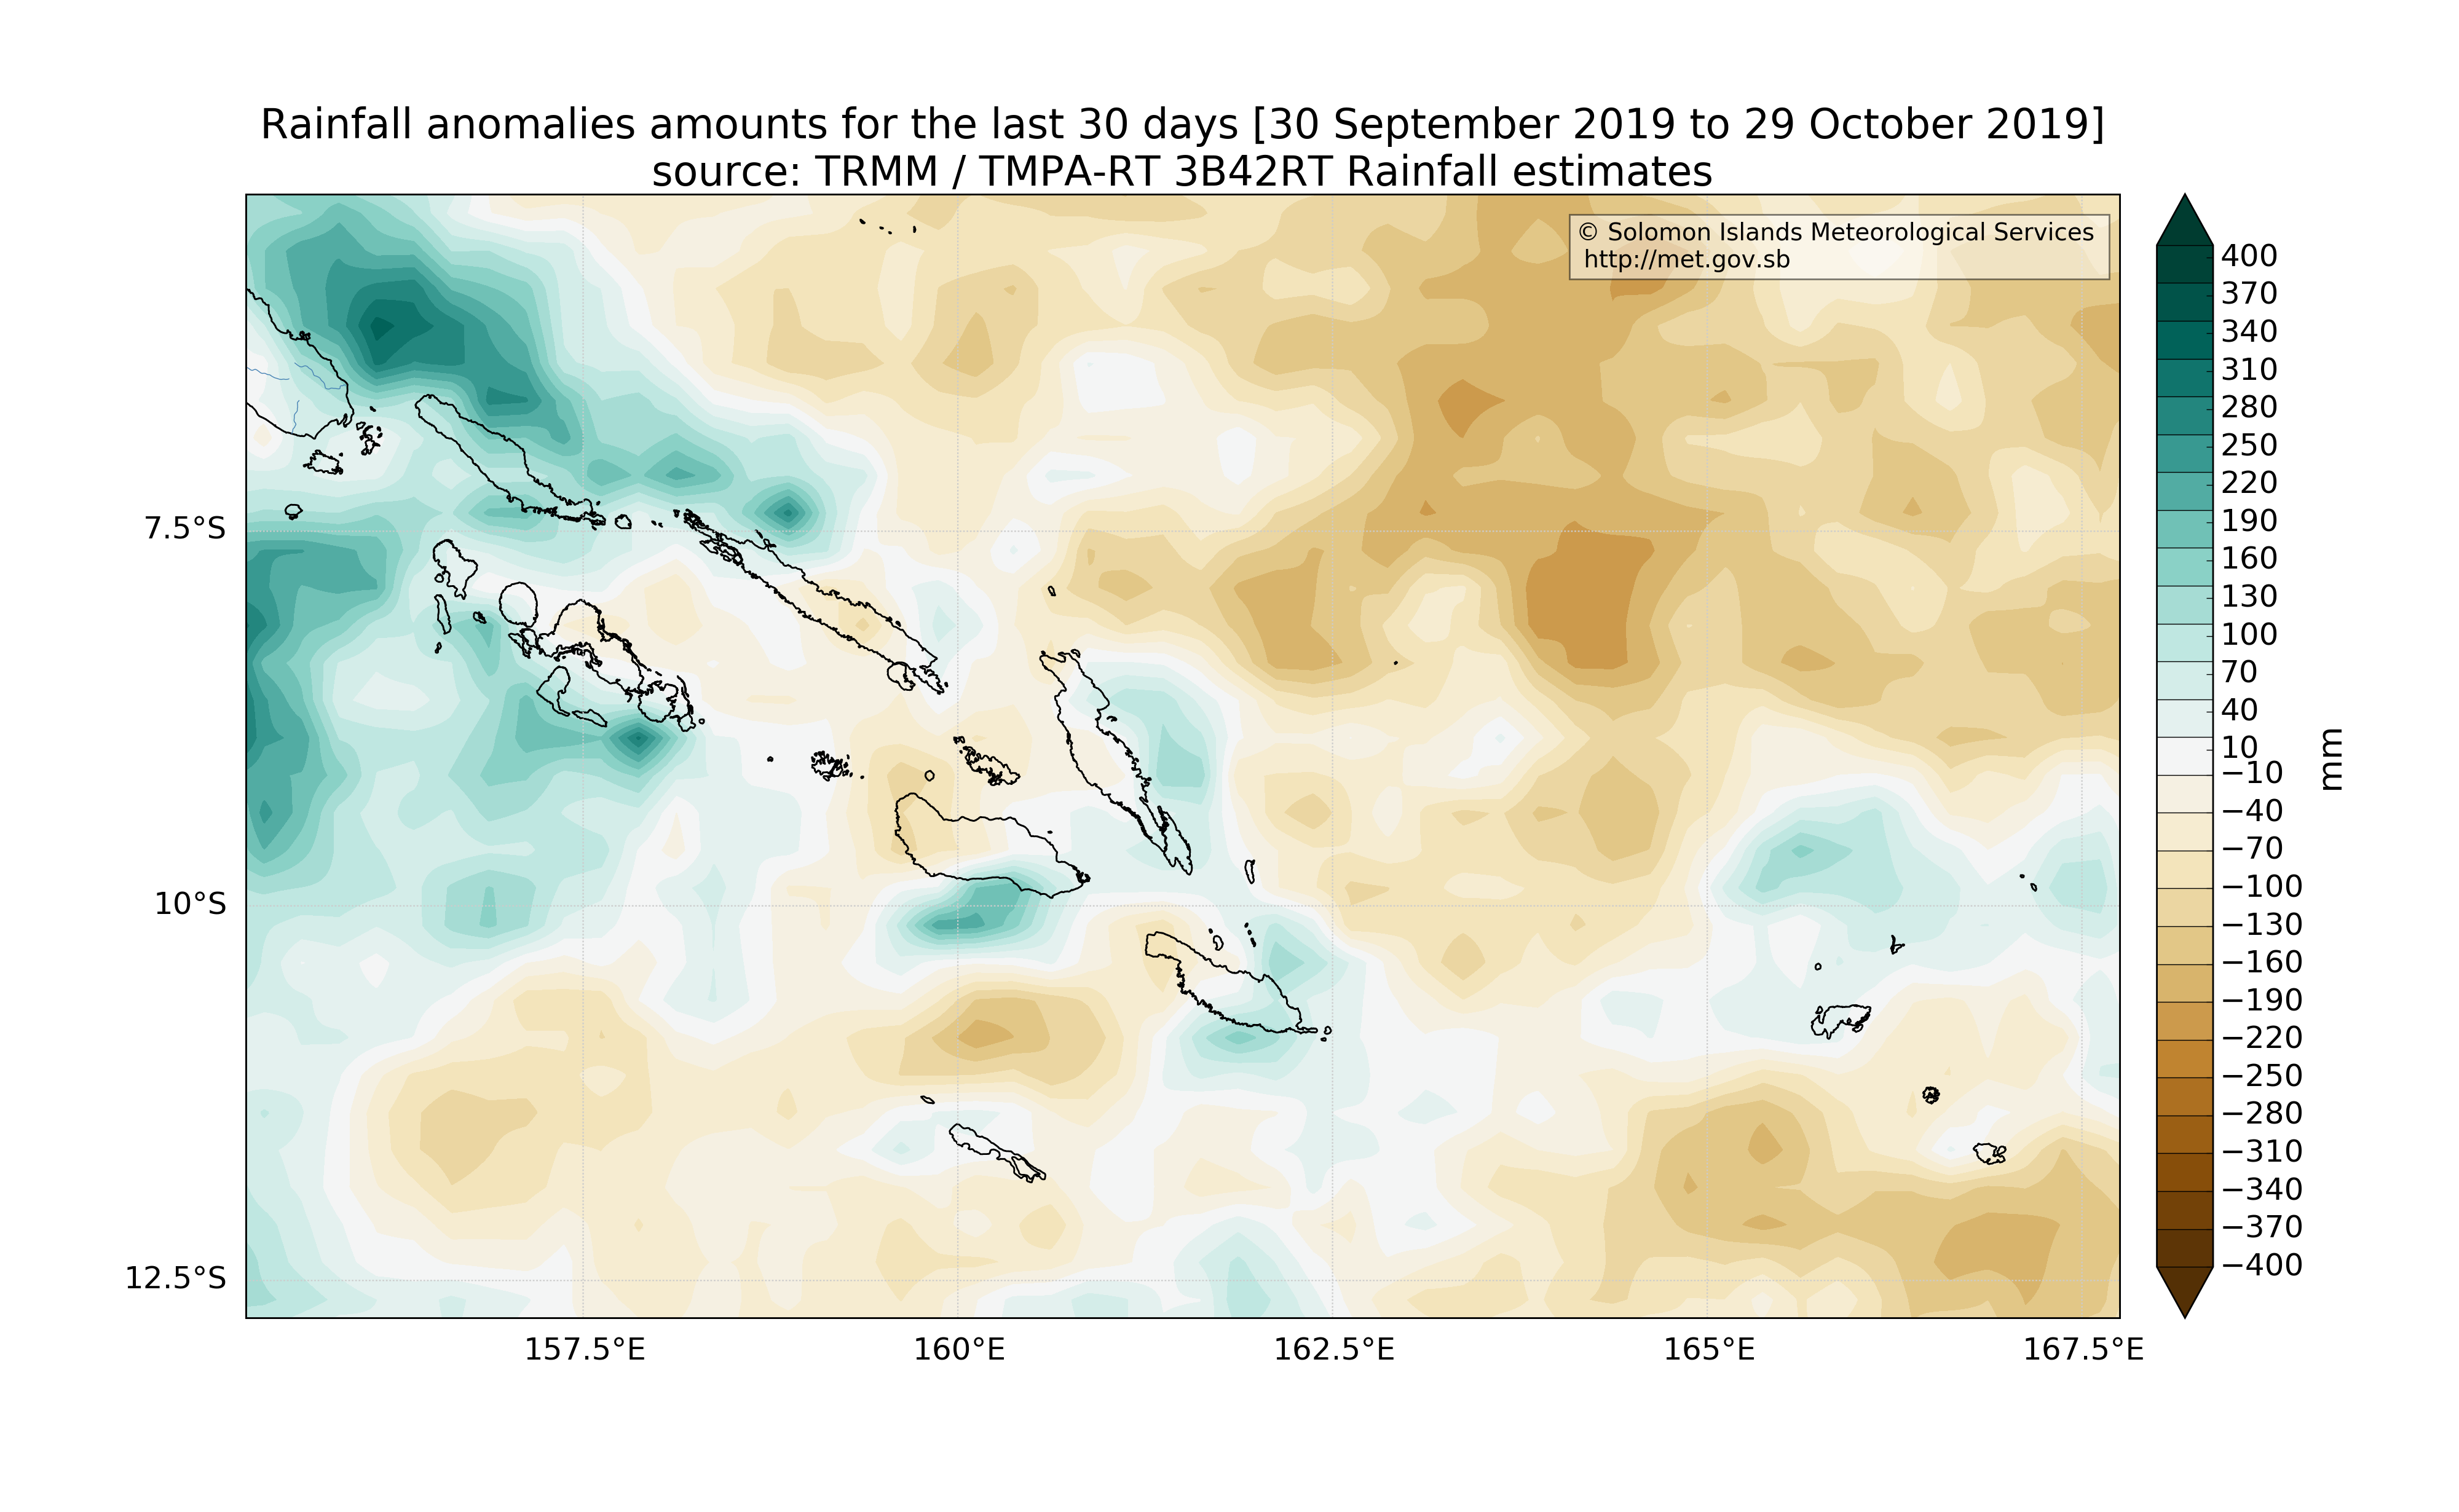 Rainfall anomalies amounts for the last 30 days [30 September 2019 to 29 October 2019]
source: TRMM / TMPA-RT 3B42RT Rainfall estimates
© Solomon Islands Meteorological Services
http://met.gov.sb
7.5°S
10°S
12.5°S
157.5°E
160°E
162.5°E
165°E
167.5°E
400
370
340
310
280
250
220
190
160
130
100
70
40
10
−10
−40
−70
−100
−130
−160
−190
−220
−250
−280
−310
−340
−370
−400
mm